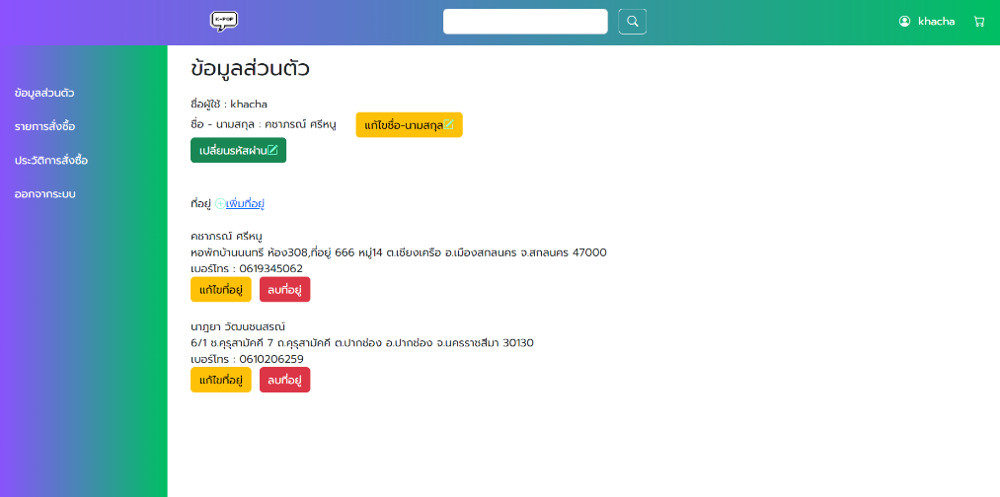 K-POP
khacha
ข้อมูลส่วนตัว
รายการสั่งซื้อ
ประวัติการสั่งซื้อ
ออกจากระบบ
ข้อมูลส่วนตัว
ชื่อผู้ใช้ : khacha
ชื่อ - นามสกุล : คชาภรณ์ ศรีหนู แก้ไขชื่อ-นามสกุล
เปลี่ยนรหัสผ่าน
ที่อยู่ เพิ่มที่อยู่
คชาภรณ์ ศรีหนู
หอพักบ้านนนทรี ห้อง308,ที่อยู่ 666 หมู่14 ต.เชียงเครือ อ.เมืองสกลนคร จ.สกลนคร 47000
เบอร์โทร : 0619345062
แก้ไขที่อยู่ ลบที่อยู่
นาฎยา วัฒนชนสรณ์
6/1 ซ.คุรุสามัคคี 7 ถ.คุรุสามัคคี ต.ปากช่อง อ.ปากช่อง จ.นครราชสีมา 30130
เบอร์โทร : 0610206259
แก้ไขที่อยู่ ลบที่อยู่